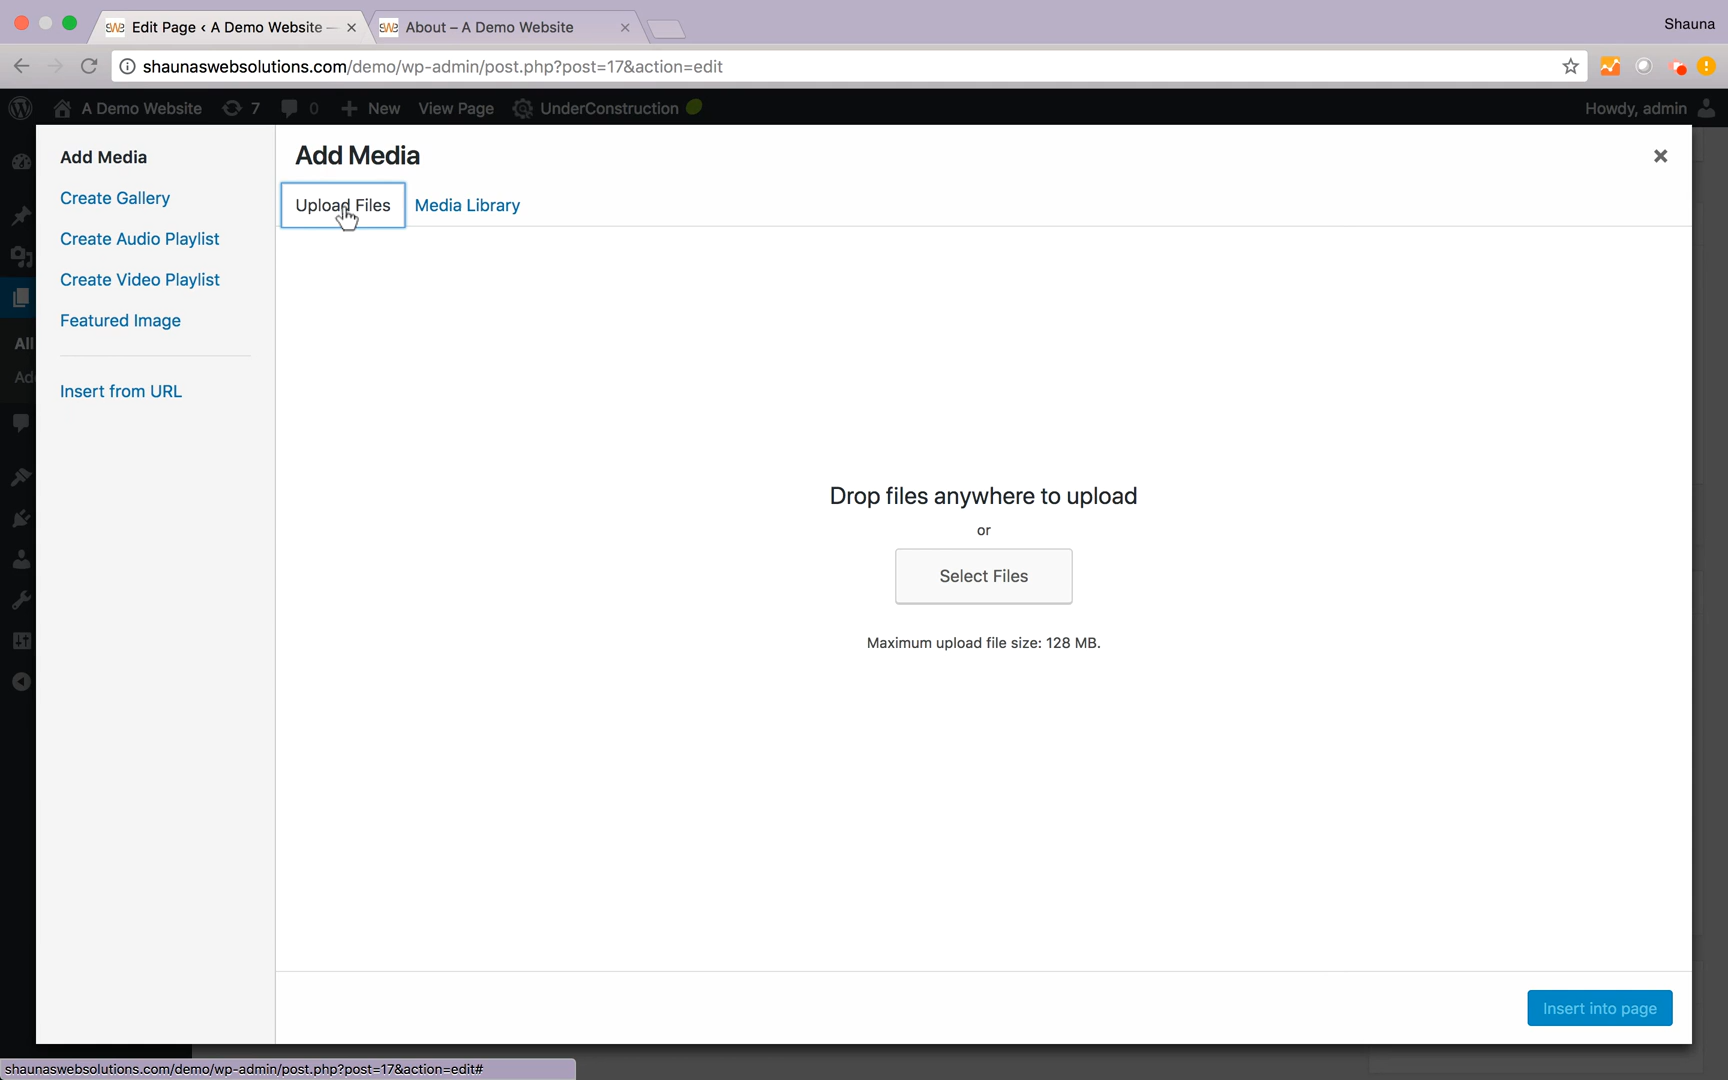 Edit Page ‹ A Demo Website —
About – A Demo Website
Shauna
shaunaswebsolutions.com/demo/wp-admin/post.php?post=17&action=edit
A Demo Website 7 0 New View Page UnderConstruction
Howdy, admin
Add Media
Create Gallery
Create Audio Playlist
Create Video Playlist
Featured Image
Insert from URL
All
Add Media
Upload Files Media Library
Drop files anywhere to upload
or
Select Files
Maximum upload file size: 128 MB.
Insert into page
shaunaswebsolutions.com/demo/wp-admin/post.php?post=17&action=edit#